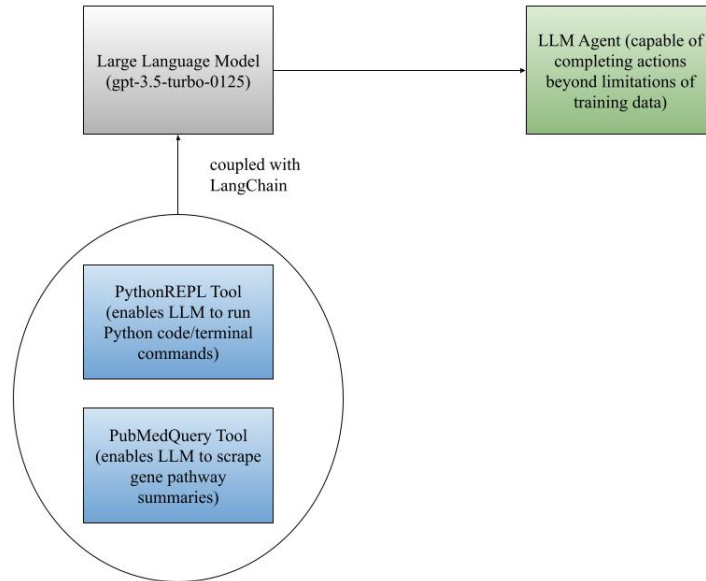 Large Language Model
(gpt-3.5-turbo-0125)
LLM Agent (capable of
completing actions
beyond limitations of
training data)
coupled with
LangChain
PythonREPL Tool
(enables LLM to run
Python code/terminal
commands)
PubMedQuery Tool
(enables LLM to scrape
gene pathway
summaries)